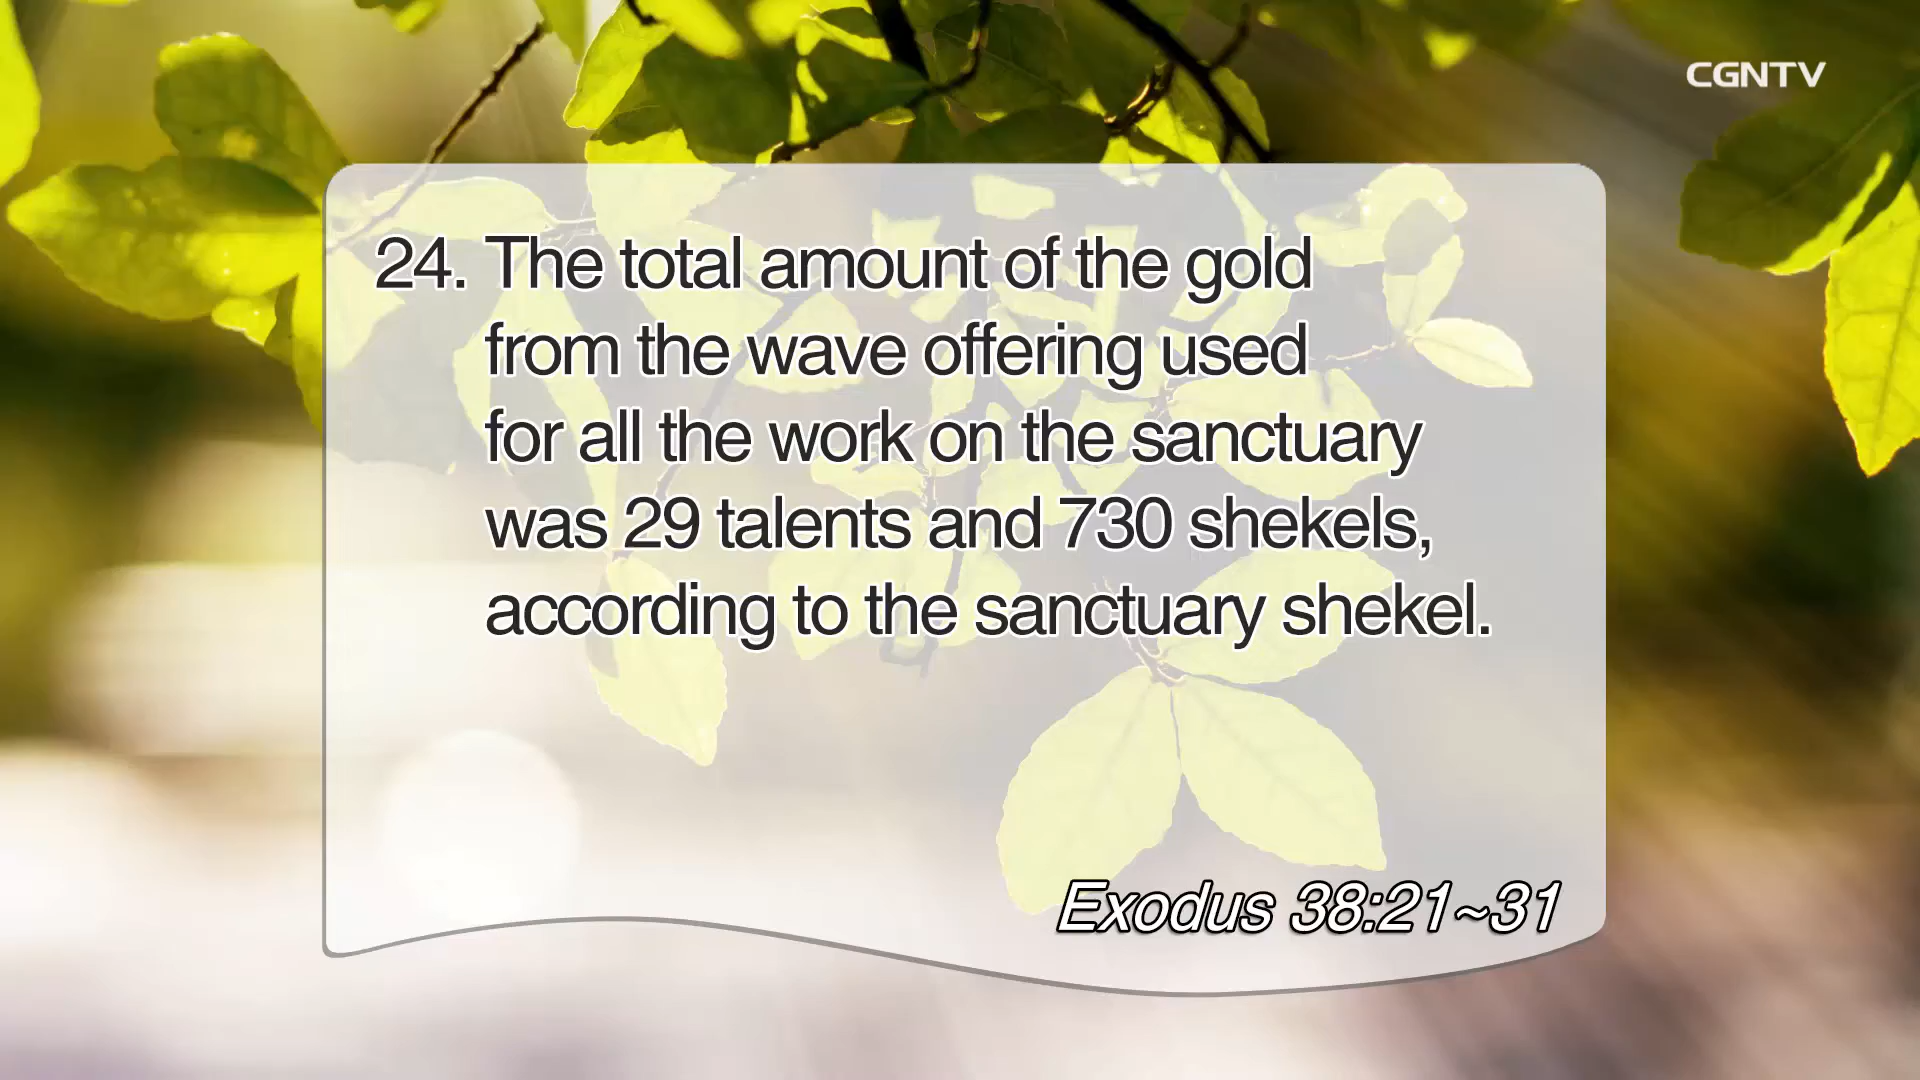 CGNTV
24. The total amount of the gold
from the wave offering used
for all the work on the sanctuary
was 29 talents and 730 shekels,
according to the sanctuary shekel.
Exodus 38:21~31